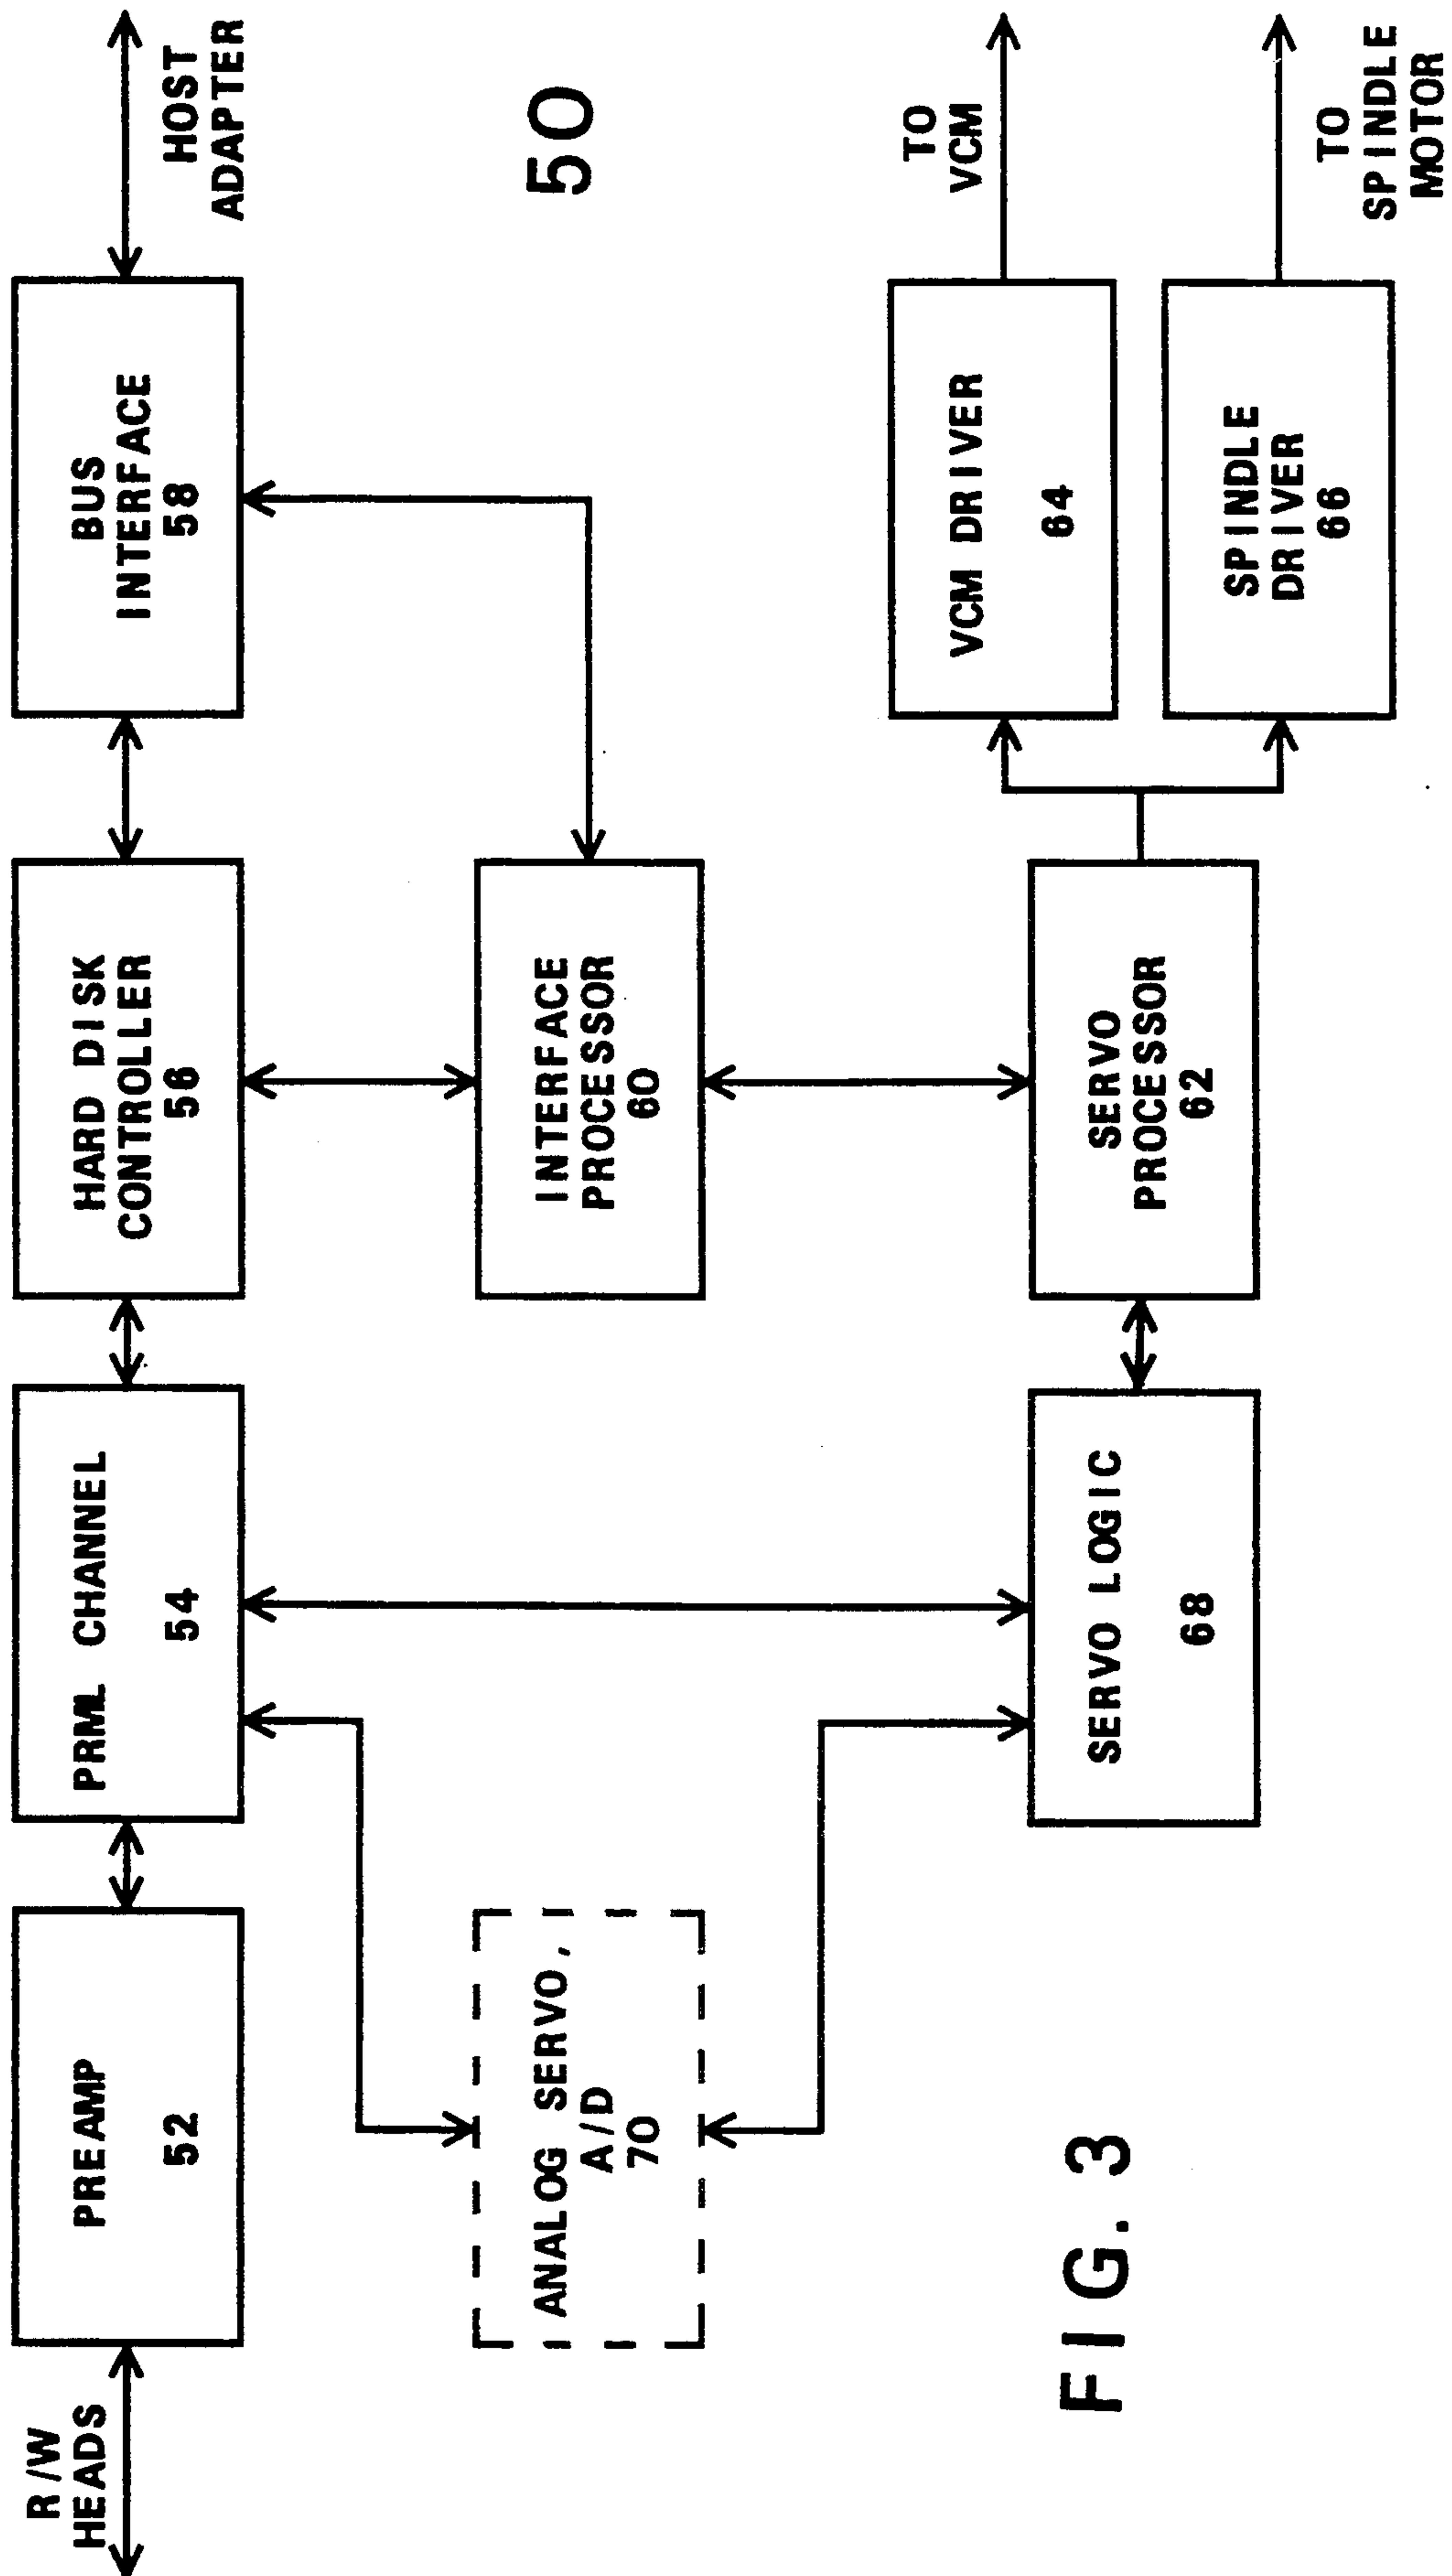 R/W
HEADS
PREAMP
52
PRML CHANNEL
54
HARD DISK
CONTROLLER
56
BUS
INTERFACE
58
HOST
ADAPTER
50
ANALOG SERVO,
A/D
70
INTERFACE
PROCESSOR
60
SERVO LOGIC
68
SERVO
PROCESSOR
62
VCM DRIVER
64
TO
VCM
SPINDLE
DRIVER
66
TO
SPINDLE
MOTOR
FIG. 3